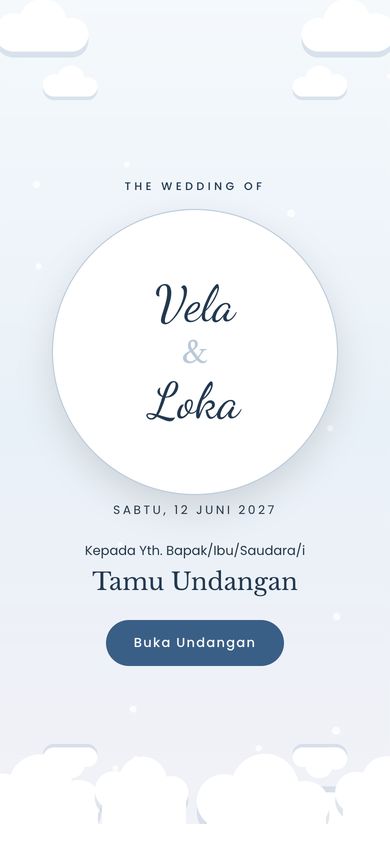 THE WEDDING OF
Vela
&
Loka
SABTU, 12 JUNI 2027
Kepada Yth. Bapak/Ibu/Saudara/i
Tamu Undangan
Buka Undangan